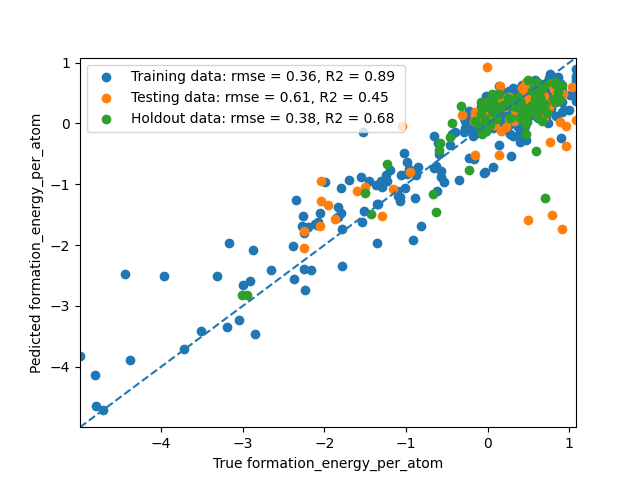 Training data: rmse = 0.36, R2 = 0.89
Testing data: rmse = 0.61, R2 = 0.45
Holdout data: rmse = 0.38, R2 = 0.68
Pedicted formation_energy_per_atom
1
0
−1
−2
−3
−4
−4 −3 −2 −1 0 1
True formation_energy_per_atom